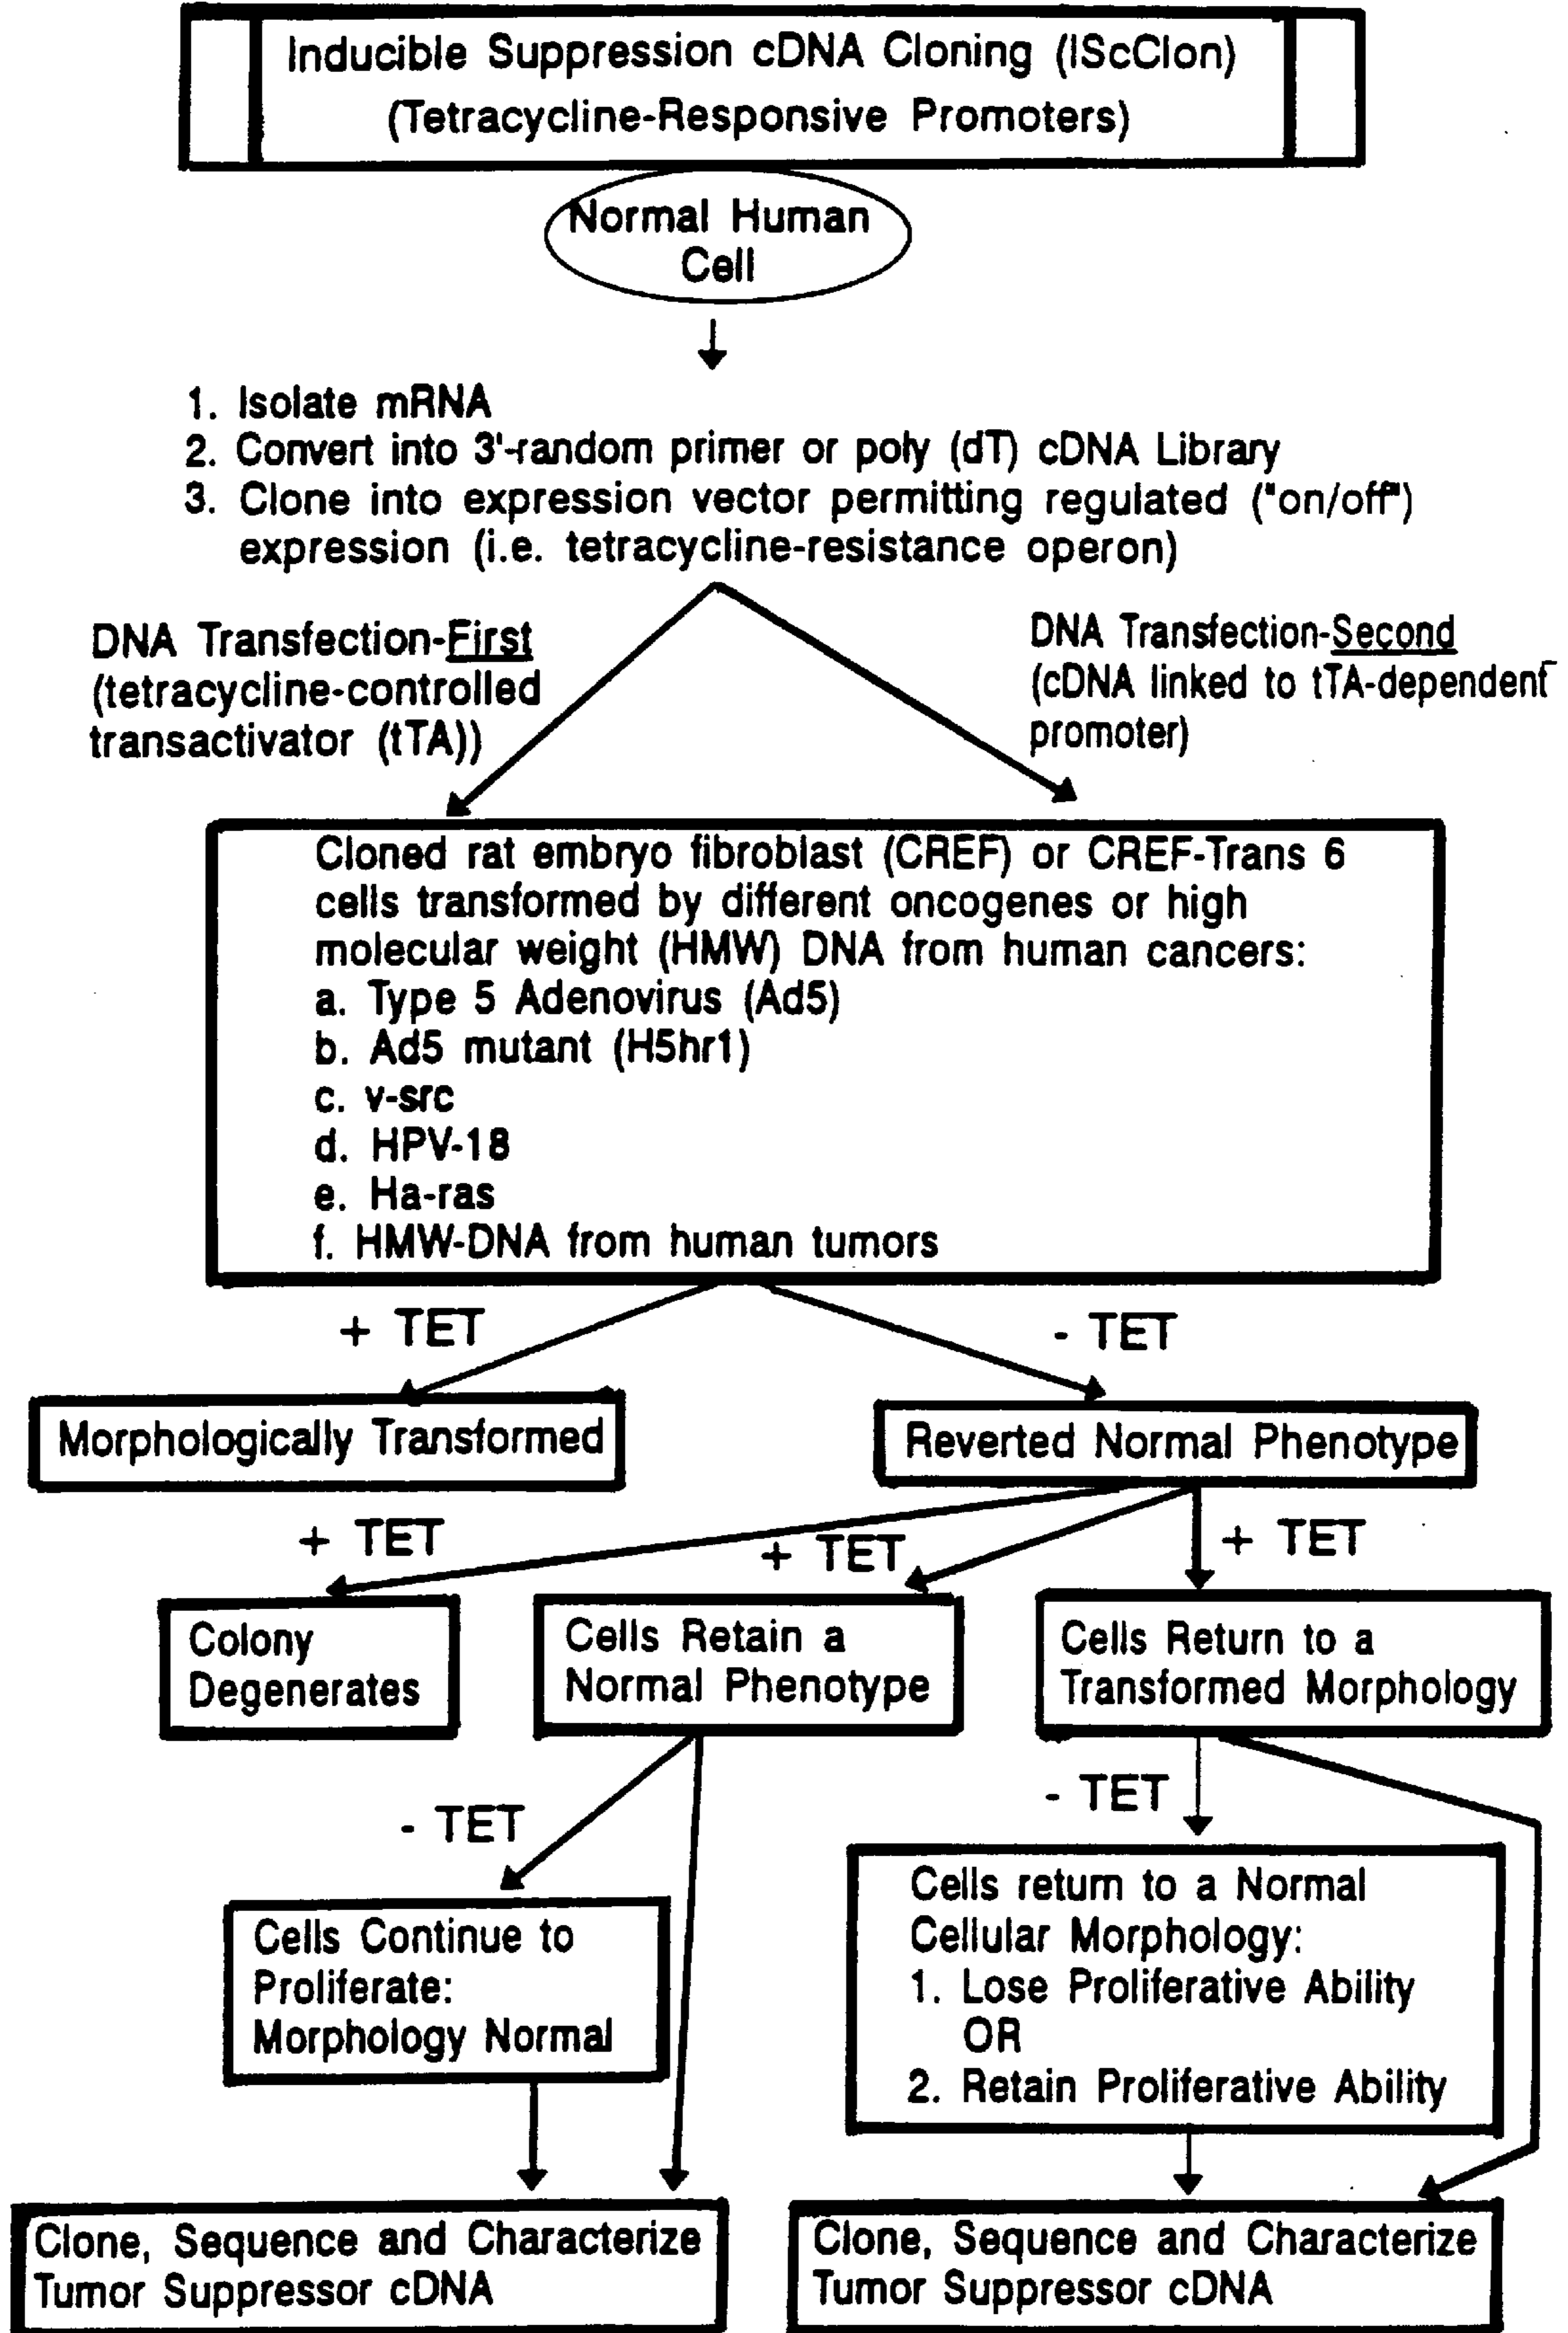 Inducible Suppression cDNA Cloning (IScClon)
(Tetracycline-Responsive Promoters)
Normal Human
Cell
1. Isolate mRNA
2. Convert into 3'-random primer or poly (dT) cDNA Library
3. Clone into expression vector permitting regulated ("on/off")
expression (i.e. tetracycline-resistance operon)
DNA Transfection-First
(tetracycline-controlled
transactivator (tTA))
DNA Transfection-Second
(cDNA linked to tTA-dependent
promoter)
Cloned rat embryo fibroblast (CREF) or CREF-Trans 6
cells transformed by different oncogenes or high
molecular weight (HMW) DNA from human cancers:
a. Type 5 Adenovirus (Ad5)
b. Ad5 mutant (H5hr1)
c. v-src
d. HPV-18
e. Ha-ras
f. HMW-DNA from human tumors
+ TET
- TET
Morphologically Transformed
Reverted Normal Phenotype
+ TET
+ TET
+ TET
Colony
Degenerates
Cells Retain a
Normal Phenotype
Cells Return to a
Transformed Morphology
- TET
- TET
Cells Continue to
Proliferate:
Morphology Normal
Cells return to a Normal
Cellular Morphology:
1. Lose Proliferative Ability
OR
2. Retain Proliferative Ability
Clone, Sequence and Characterize
Tumor Suppressor cDNA
Clone, Sequence and Characterize
Tumor Suppressor cDNA